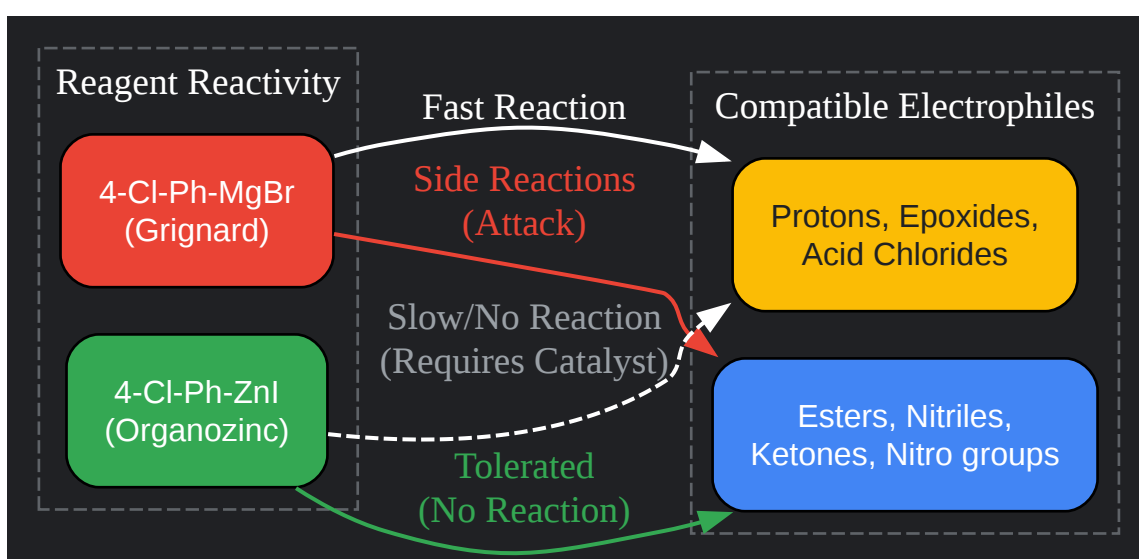 Reagent Reactivity
4-Cl-Ph-MgBr
(Grignard)
4-Cl-Ph-ZnI
(Organozinc)
Fast Reaction
Side Reactions
(Attack)
Slow/No Reaction
(Requires Catalyst)
Tolerated
(No Reaction)
Compatible Electrophiles
Protons, Epoxides,
Acid Chlorides
Esters, Nitriles,
Ketones, Nitro groups